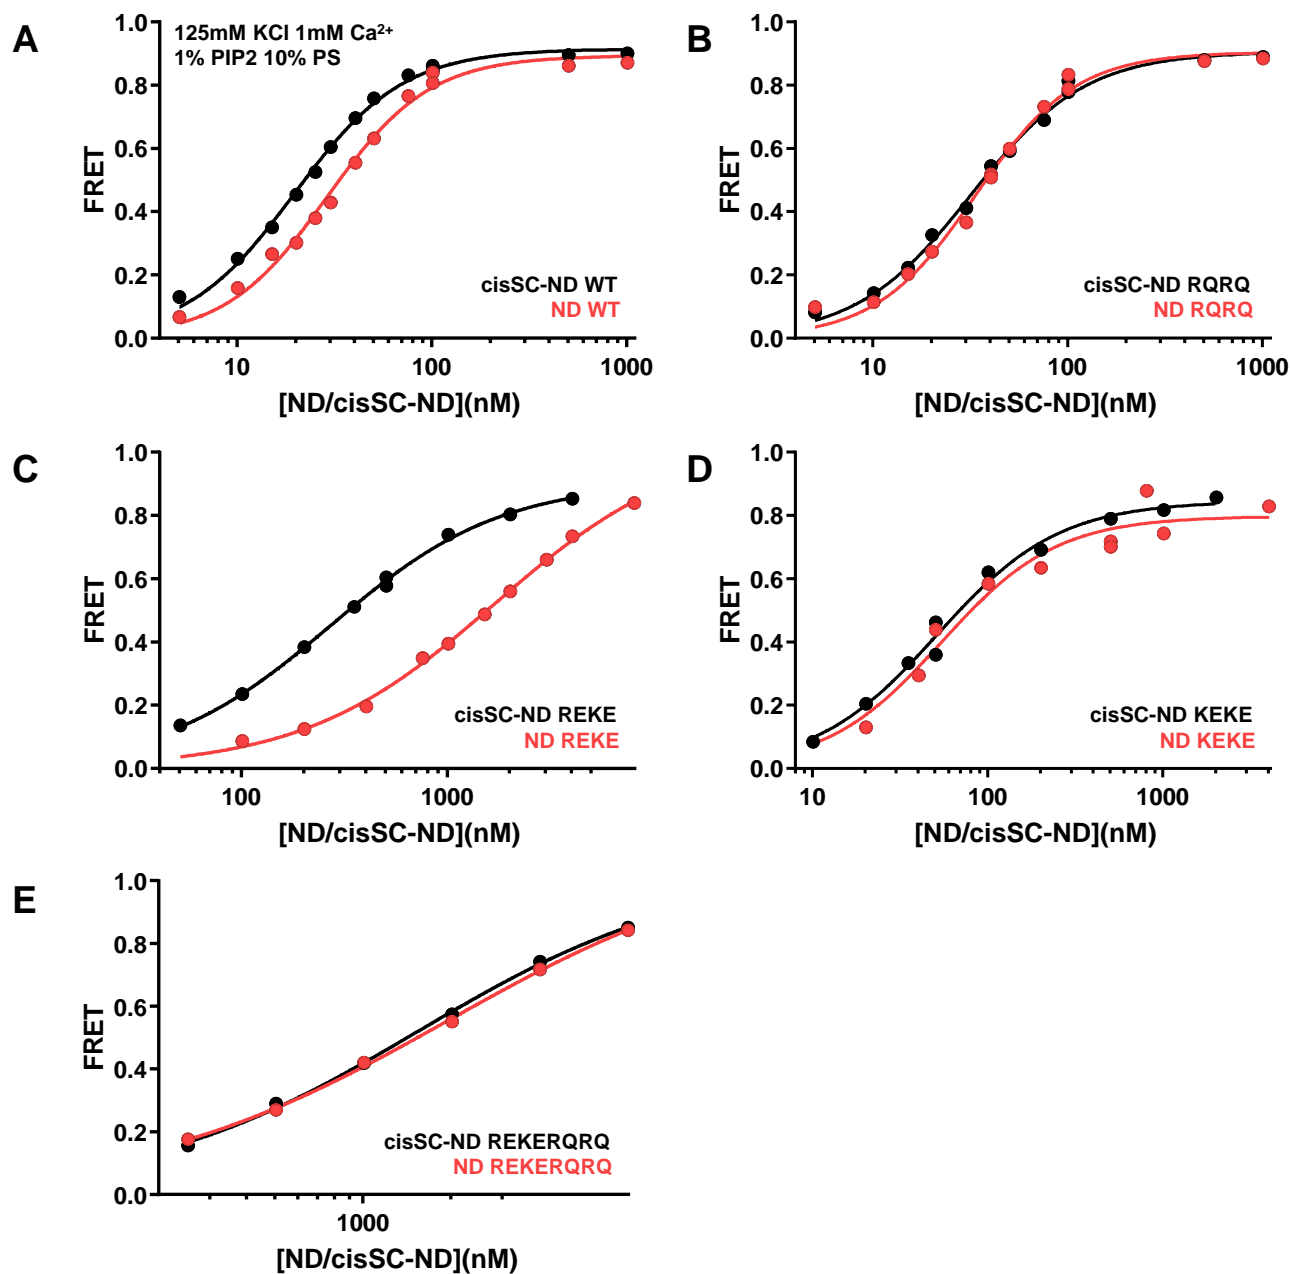 A
125mM KCl 1mM Ca²⁺
1% PIP2 10% PS
1.0
0.8
0.6
0.4
0.2
0.0
FRET
cisSC-ND WT
ND WT
10
100
1000
[ND/cisSC-ND](nM)
B
1.0
0.8
0.6
0.4
0.2
0.0
FRET
cisSC-ND RQRQ
ND RQRQ
10
100
1000
[ND/cisSC-ND](nM)
C
1.0
0.8
0.6
0.4
0.2
0.0
FRET
cisSC-ND REKE
ND REKE
100
1000
[ND/cisSC-ND](nM)
D
1.0
0.8
0.6
0.4
0.2
0.0
FRET
cisSC-ND KEKE
ND KEKE
10
100
1000
[ND/cisSC-ND](nM)
E
1.0
0.8
0.6
0.4
0.2
0.0
FRET
cisSC-ND REKERQRQ
ND REKERQRQ
1000
[ND/cisSC-ND](nM)